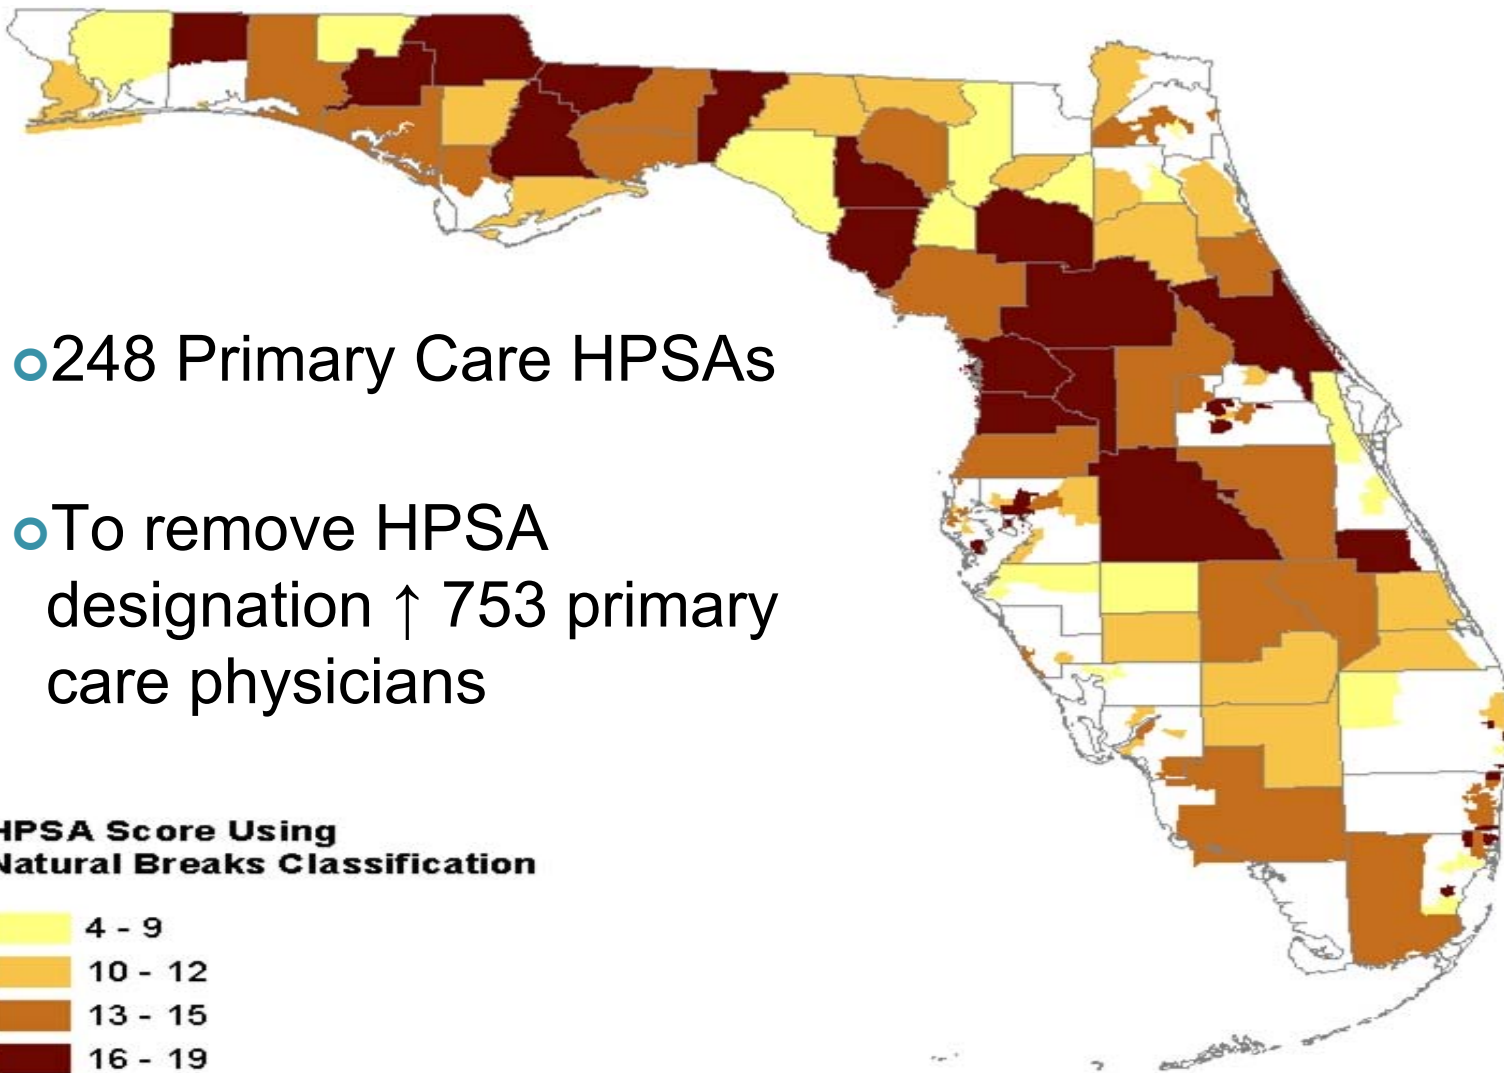 248 Primary Care HPSAs
To remove HPSA
designation ↑ 753 primary
care physicians
HPSA Score Using
Natural Breaks Classification
4 - 9
10 - 12
13 - 15
16 - 19